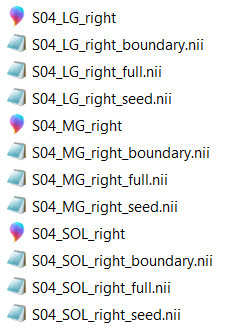 S04_LG_right
S04_LG_right_boundary.nii
S04_LG_right_full.nii
S04_LG_right_seed.nii
S04_MG_right
S04_MG_right_boundary.nii
S04_MG_right_full.nii
S04_MG_right_seed.nii
S04_SOL_right
S04_SOL_right_boundary.nii
S04_SOL_right_full.nii
S04_SOL_right_seed.nii